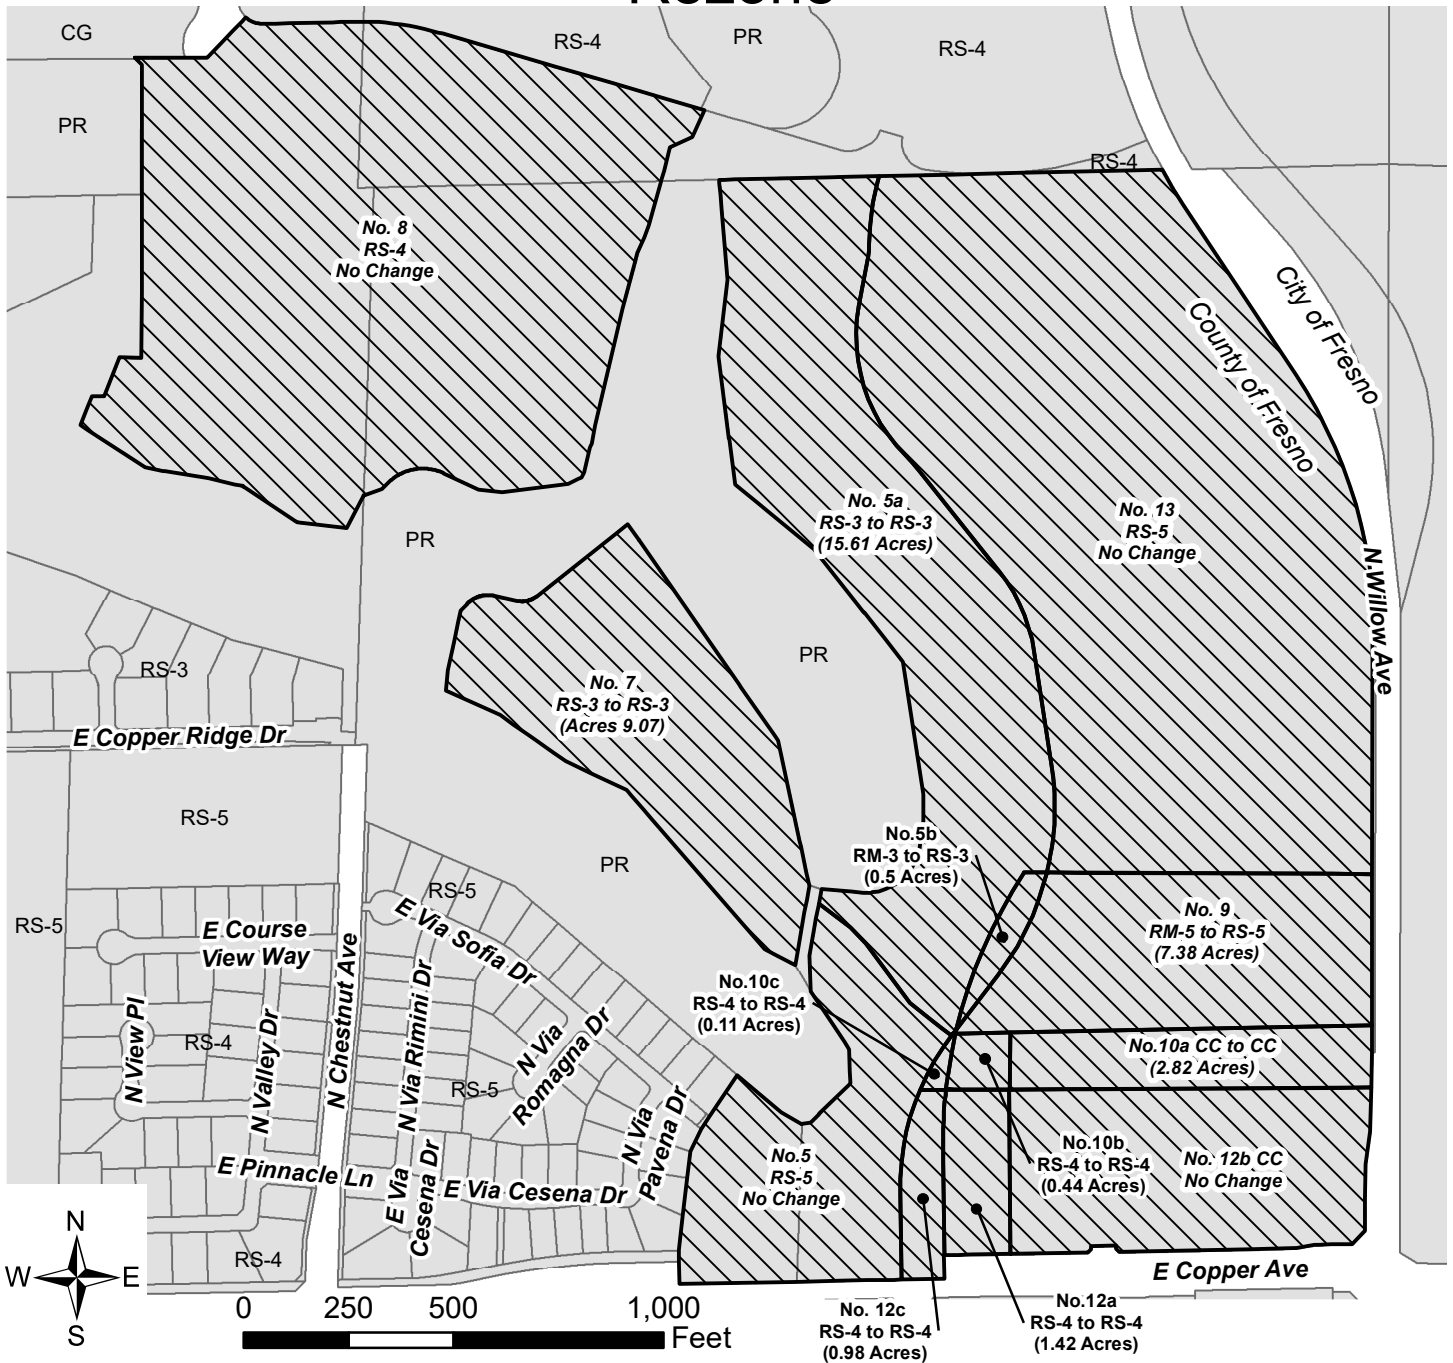 CG
RS-4
PR
RS-4
PR
RS-4
No. 8
RS-4
No Change
City of Fresno
County of Fresno
No. 5a
RS-3 to RS-3
(15.61 Acres)
No. 13
RS-5
No Change
PR
N Willow Ave
RS-3
PR
No. 7
RS-3 to RS-3
(Acres 9.07)
E Copper Ridge Dr
RS-5
No.5b
RM-3 to RS-3
(0.5 Acres)
PR
RS-5
RS-5
No. 9
RM-5 to RS-5
(7.38 Acres)
E Course
View Way
E Via Sofia Dr
N Chestnut Ave
N Via Rimini Dr
No.10c
RS-4 to RS-4
(0.11 Acres)
N View Pl
RS-4
N Valley Dr
N Via
Romagna Dr
No.10a CC to CC
(2.82 Acres)
RS-5
N Via
Pavena Dr
No.5
RS-5
No Change
No.10b
RS-4 to RS-4
(0.44 Acres)
No. 12b CC
No Change
E Pinnacle Ln
E Via
Cesena Dr
E Via Cesena Dr
RS-4
N
W E
S
E Copper Ave
0 250 500 1,000
Feet
No. 12c
RS-4 to RS-4
(0.98 Acres)
No.12a
RS-4 to RS-4
(1.42 Acres)